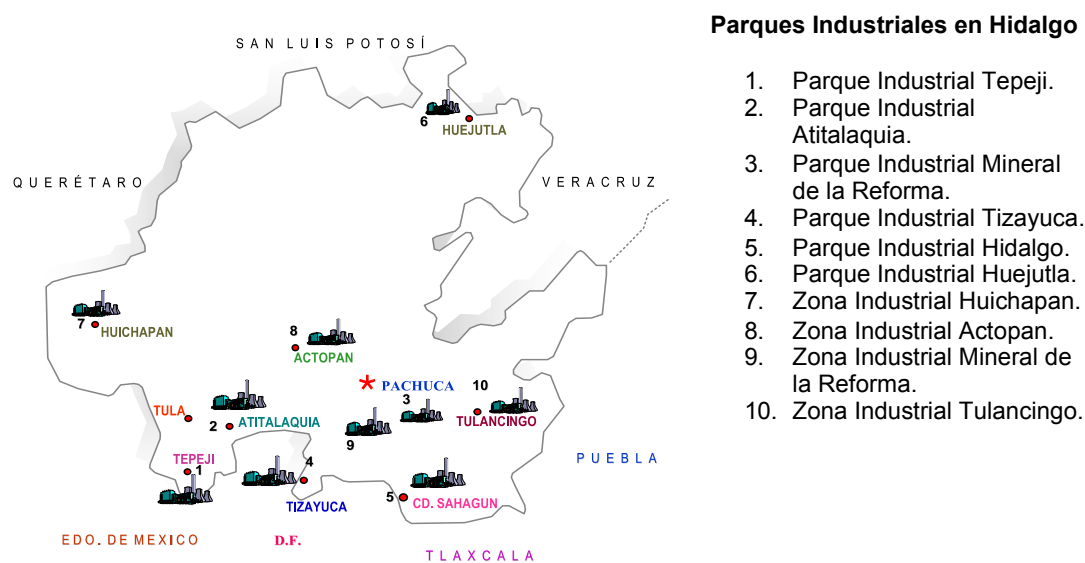 SAN LUIS POTOSÍ
6
HUEJUTLA
QUERÉTARO
VERACRUZ
7
HUICHAPAN
8
ACTOPAN
PACHUCA
10
3
TULA
2
ATITALAQUIA
TULANCINGO
9
TEPEJI
1
4
PUEBLA
5
CD. SAHAGUN
TIZAYUCA
EDO. DE MEXICO
D.F.
TLAXCALA
Parques Industriales en Hidalgo
1. Parque Industrial Tepeji.
2. Parque Industrial
Atitalaquia.
3. Parque Industrial Mineral
de la Reforma.
4. Parque Industrial Tizayuca.
5. Parque Industrial Hidalgo.
6. Parque Industrial Huejutla.
7. Zona Industrial Huichapan.
8. Zona Industrial Actopan.
9. Zona Industrial Mineral de
la Reforma.
10. Zona Industrial Tulancingo.